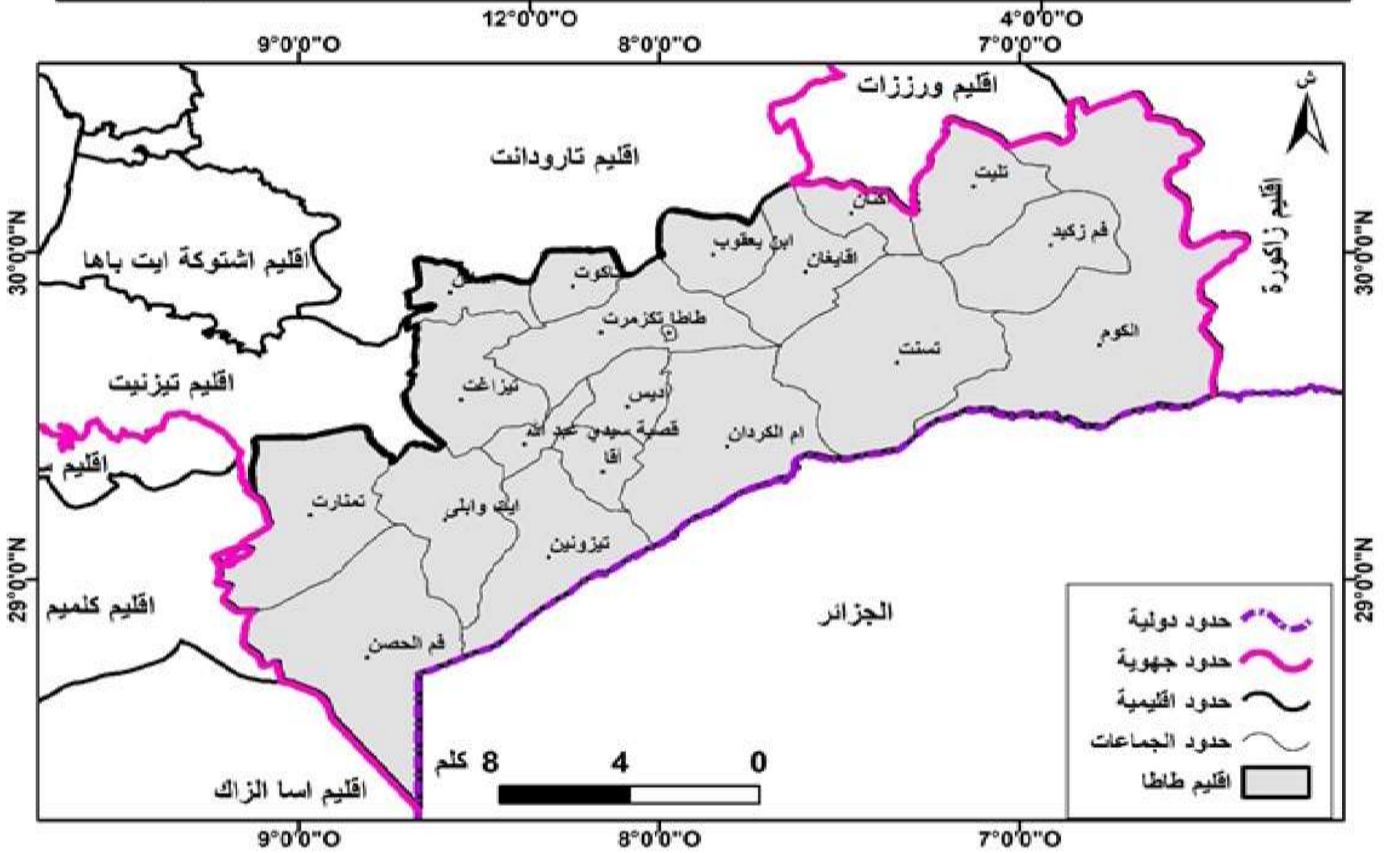 12°0'0"O 4°0'0"O
9°0'0"O 8°0'0"O 7°0'0"O
ش
اقليم ورززات
اقليم تارودانت
اقليم زاكورة
تليت
اكنان
فم زكيد
ابن يعقوب
اقايغان
30°0'0"N
30°0'0"N
اقليم اشتوكة ايت باها
تاكوت
طاطا تكزمرت
الكوم
تسنت
اقليم تيزنيت
تيزاغت
اديس
قصبة سيدي عبد الله
ام الكردان
اقا
اقليم س
تمنارت
ايت وابلى
تيزونين
29°0'0"N
29°0'0"N
اقليم كلميم
الجزائر
فم الحصن
حدود دولية
حدود جهوية
حدود اقليمية
حدود الجماعات
اقليم طاطا
كلم 8 4 0
اقليم اسا الزاك
9°0'0"O 8°0'0"O 7°0'0"O